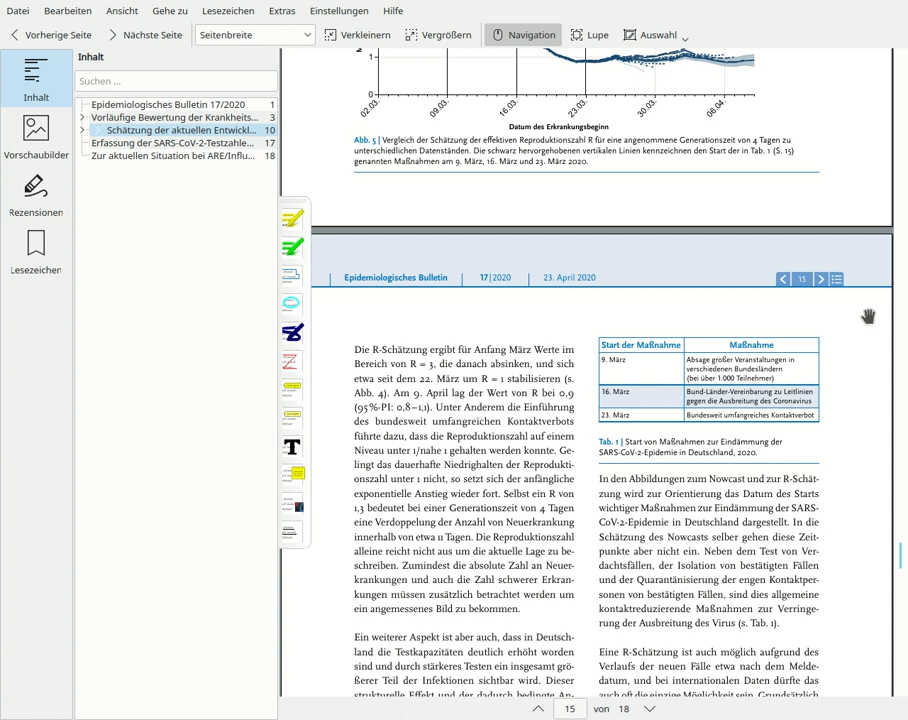 Datei Bearbeiten Ansicht Gehe zu Lesezeichen Extras Einstellungen Hilfe
Vorherige Seite Nächste Seite Seitenbreite Verkleinern Vergrößern Navigation Lupe Auswahl
Inhalt
Suchen ...
Inhalt
Vorschaubilder
Rezensionen
Lesezeichen
Epidemiologisches Bulletin 17/2020 1
Vorläufige Bewertung der Krankheits... 3
Schätzung der aktuellen Entwickl... 10
Erfassung der SARS-CoV-2-Testzahle... 17
Zur aktuellen Situation bei ARE/Influ... 18
1
0
02.03. 09.03. 16.03. 23.03. 30.03. 06.04.
Datum des Erkrankungsbeginn
Abb. 5 | Vergleich der Schätzung der effektiven Reproduktionszahl R für eine angenommene Generationszeit von 4 Tagen zu
unterschiedlichen Datenständen. Die schwarz hervorgehobenen vertikalen Linien kennzeichnen den Start der in Tab. 1 (S. 15)
genannten Maßnahmen am 9. März, 16. März und 23. März 2020.
Epidemiologisches Bulletin 17 | 2020 23. April 2020 15
Die R-Schätzung ergibt für Anfang März Werte im
Bereich von R = 3, die danach absinken, und sich
etwa seit dem 22. März um R = 1 stabilisieren (s.
Abb. 4). Am 9. April lag der Wert von R bei 0,9
(95 %-PI: 0,8 – 1,1). Unter Anderem die Einführung
des bundesweit umfangreichen Kontaktverbots
führte dazu, dass die Reproduktionszahl auf einem
Niveau unter 1/nahe 1 gehalten werden konnte. Ge-
lingt das dauerhafte Niedrighalten der Reprodukti-
onszahl unter 1 nicht, so setzt sich der anfängliche
exponentielle Anstieg wieder fort. Selbst ein R von
1,3 bedeutet bei einer Generationszeit von 4 Tagen
eine Verdoppelung der Anzahl von Neuerkrankung
innerhalb von etwa 11 Tagen. Die Reproduktionszahl
alleine reicht nicht aus um die aktuelle Lage zu be-
schreiben. Zumindest die absolute Zahl an Neuer-
krankungen und auch die Zahl schwerer Erkran-
kungen müssen zusätzlich betrachtet werden um
ein angemessenes Bild zu bekommen.
Ein weiterer Aspekt ist aber auch, dass in Deutsch-
land die Testkapazitäten deutlich erhöht worden
sind und durch stärkeres Testen ein insgesamt grö-
ßerer Teil der Infektionen sichtbar wird. Dieser
strukturelle Effekt und der dadurch bedingte An-
Start der Maßnahme Maßnahme
9. März Absage großer Veranstaltungen in
verschiedenen Bundesländern
(bei über 1.000 Teilnehmer)
16. März Bund-Länder-Vereinbarung zu Leitlinien
gegen die Ausbreitung des Coronavirus
23. März Bundesweit umfangreiches Kontaktverbot
Tab. 1 | Start von Maßnahmen zur Eindämmung der
SARS-CoV-2-Epidemie in Deutschland, 2020.
In den Abbildungen zum Nowcast und zur R-Schät-
zung wird zur Orientierung das Datum des Starts
wichtiger Maßnahmen zur Eindämmung der SARS-
CoV-2-Epidemie in Deutschland dargestellt. In die
Schätzung des Nowcasts selber gehen diese Zeit-
punkte aber nicht ein. Neben dem Test von Ver-
dachtsfällen, der Isolation von bestätigten Fällen
und der Quarantänisierung der engen Kontaktper-
sonen von bestätigten Fällen, sind dies allgemeine
kontaktreduzierende Maßnahmen zur Verringe-
rung der Ausbreitung des Virus (s. Tab. 1).
Eine R-Schätzung ist auch möglich aufgrund des
Verlaufs der neuen Fälle etwa nach dem Melde-
datum, und bei internationalen Daten dürfte das
auch oft die einzige Möglichkeit sein. Grundsätzlich
15 von 18